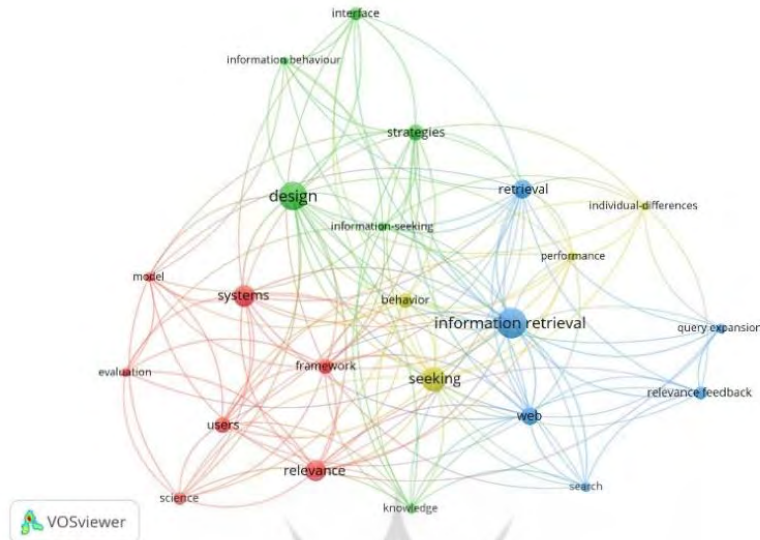 interface
information behaviour
strategies
design
retrieval
individual-differences
information-seeking
performance
model
systems
behavior
information retrieval
query expansion
evaluation
framework
seeking
relevance feedback
users
web
relevance
search
science
knowledge
VOSviewer